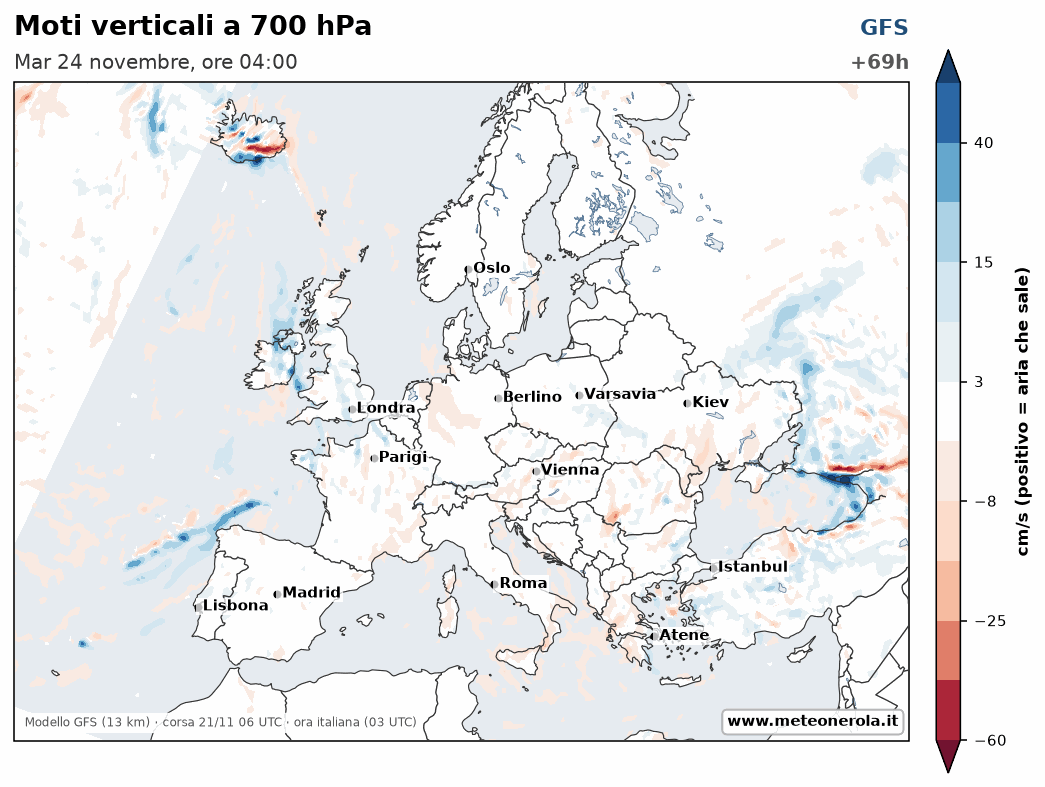 Moti verticali a 700 hPa
GFS
Mar 24 novembre, ore 04:00
+69h
Oslo
Berlino
Varsavia
Kiev
Londra
Parigi
Vienna
Istanbul
Roma
Madrid
Lisbona
Atene
Modello GFS (13 km) · corsa 21/11 06 UTC · ora italiana (03 UTC)
www.meteonerola.it
40
15
3
−8
−25
−60
cm/s (positivo = aria che sale)